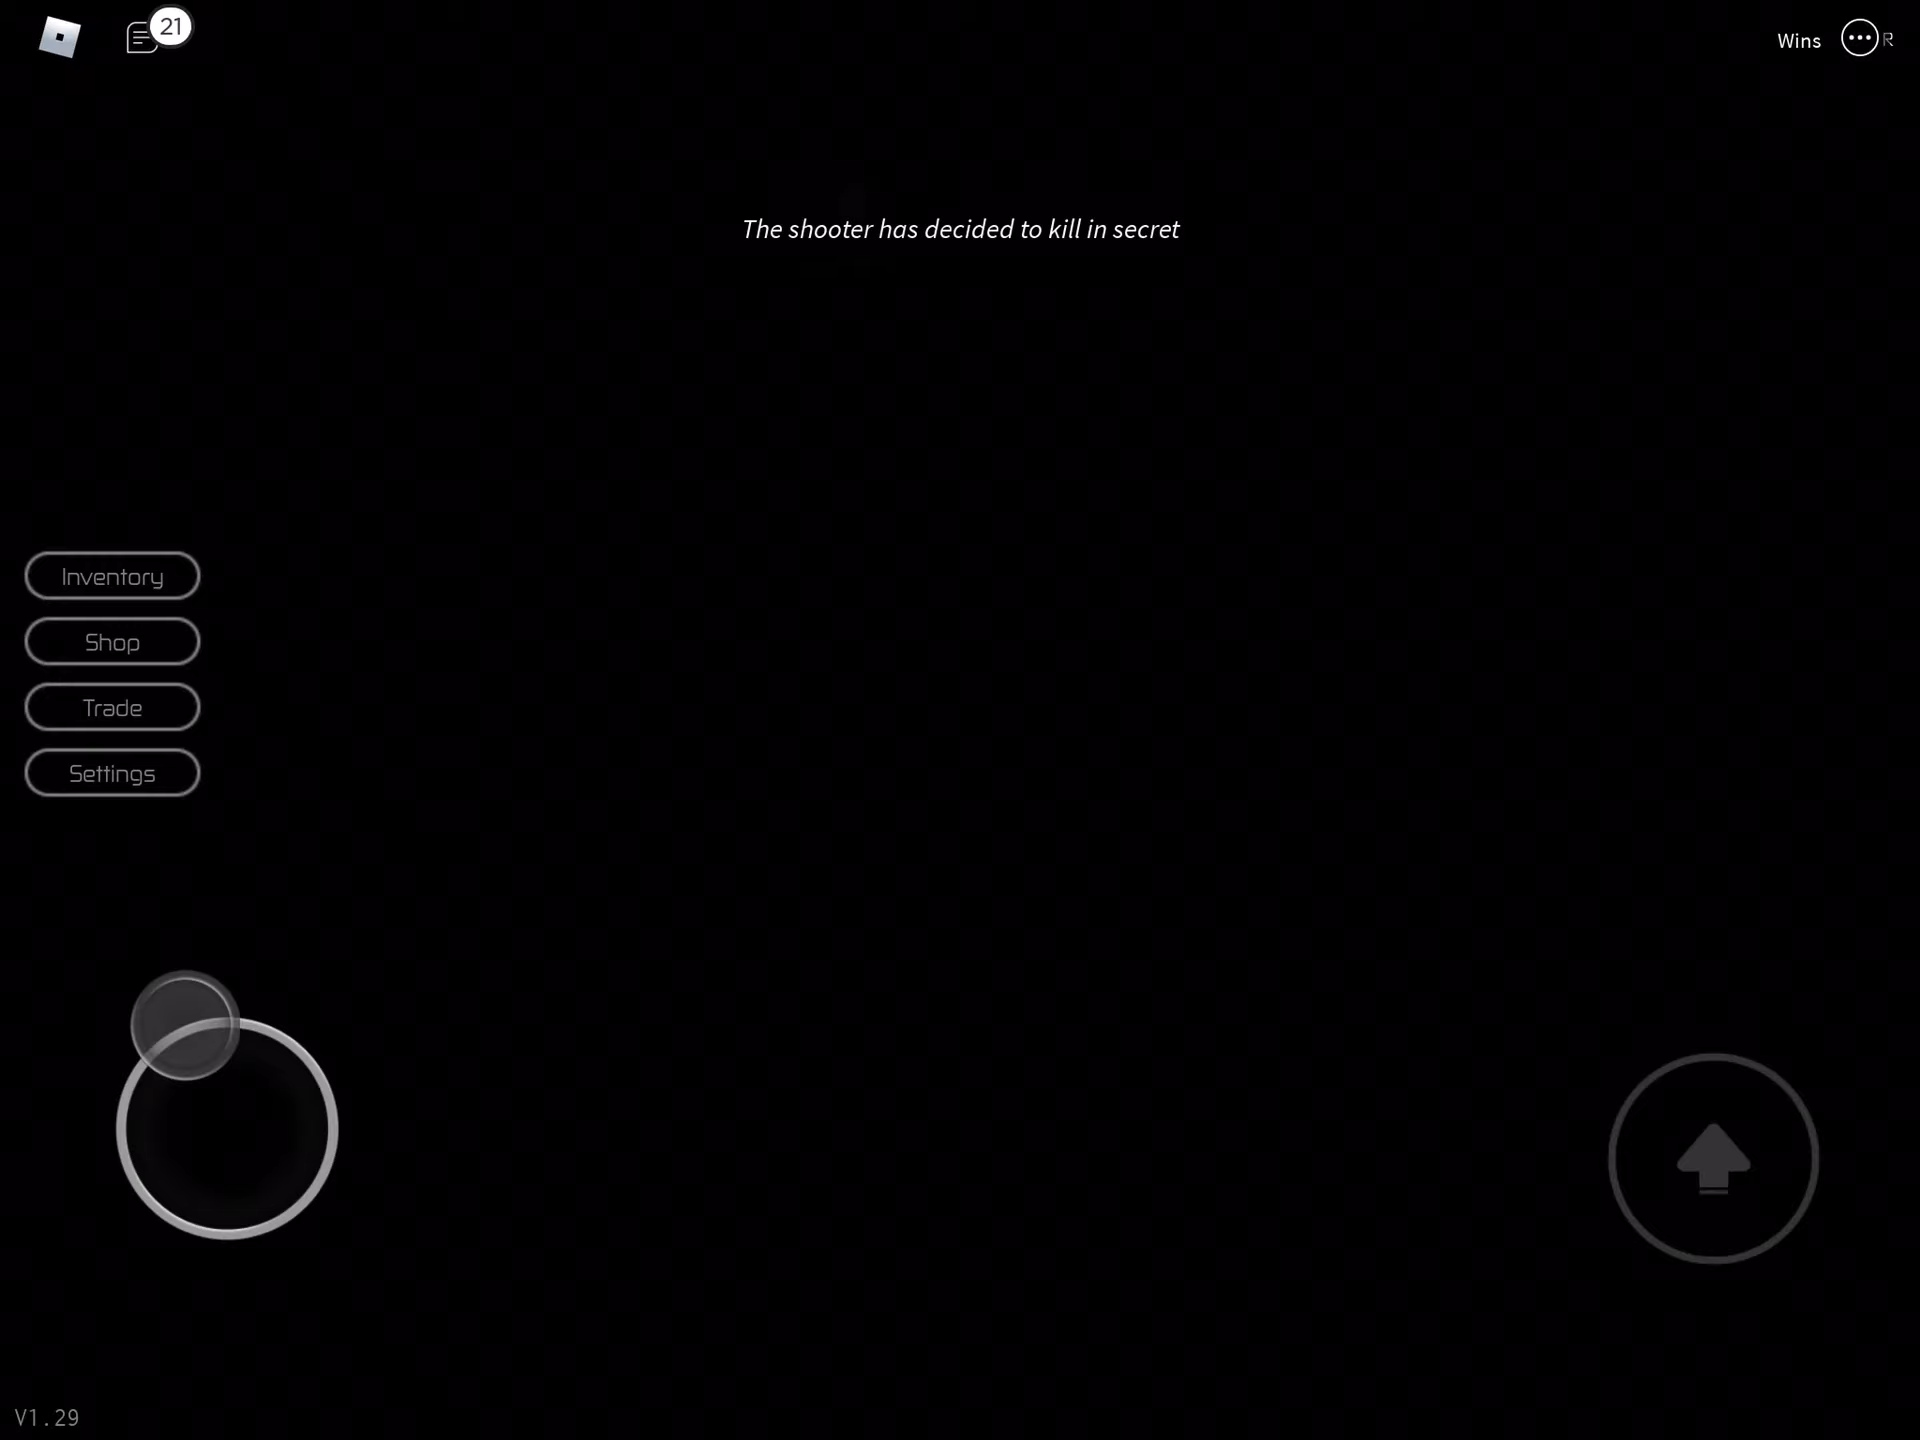 21
Wins
R
The shooter has decided to kill in secret
Inventory
Shop
Trade
Settings
V1.29